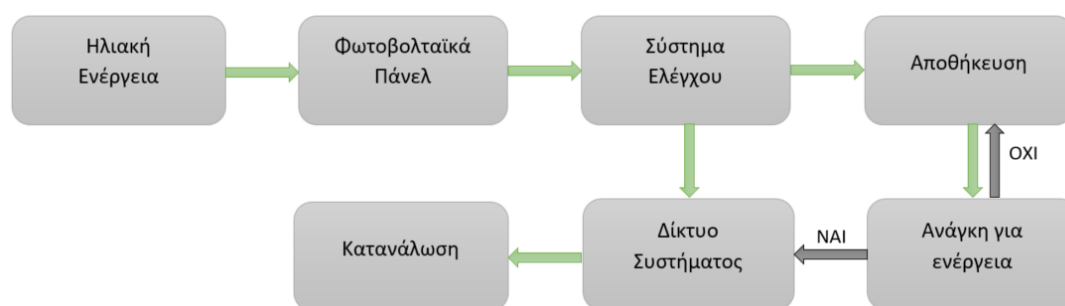 Ηλιακή
Ενέργεια
Φωτοβολταϊκά
Πάνελ
Σύστημα
Ελέγχου
Αποθήκευση
ΟΧΙ
Κατανάλωση
Δίκτυο
Συστήματος
ΝΑΙ
Ανάγκη για
ενέργεια